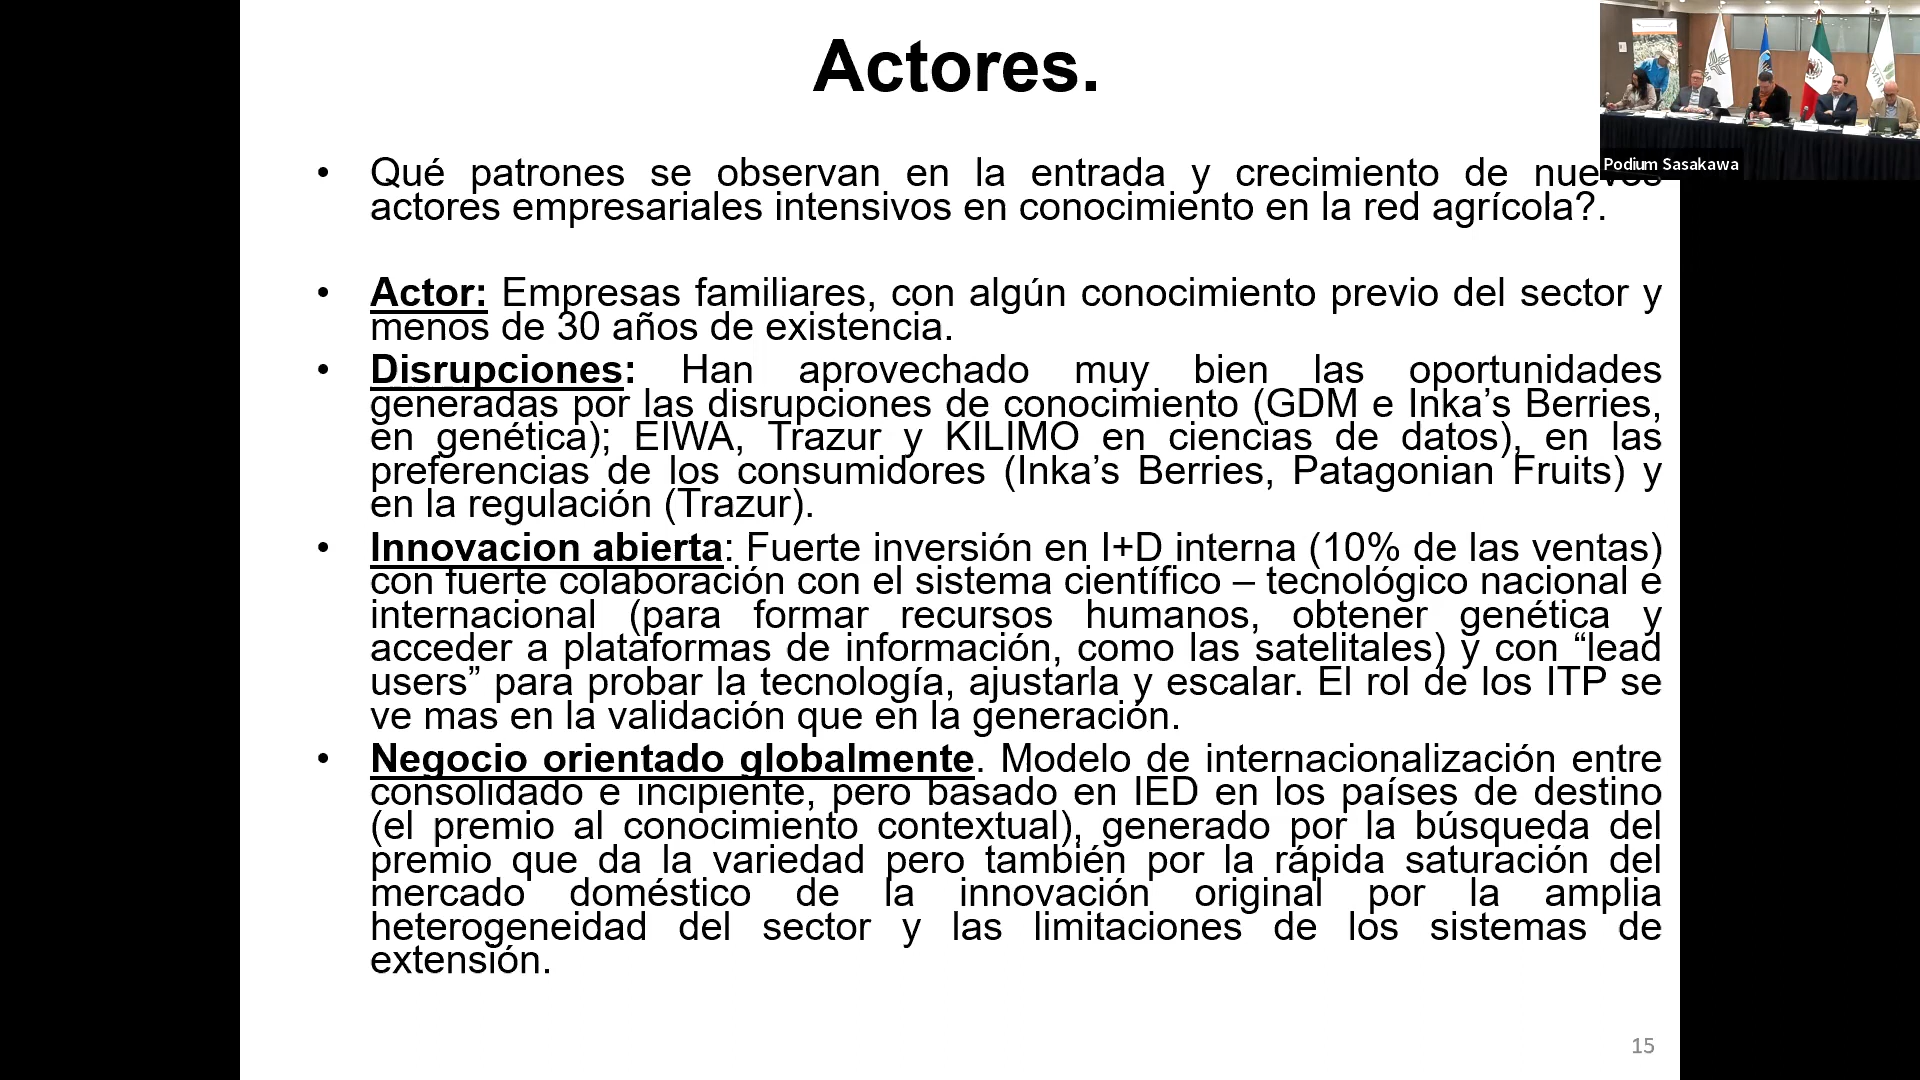 Actores.
• Qué patrones se observan en la entrada y crecimiento de nuevos
actores empresariales intensivos en conocimiento en la red agrícola?.
• Actor: Empresas familiares, con algún conocimiento previo del sector y
menos de 30 años de existencia.
• Disrupciones: Han aprovechado muy bien las oportunidades
generadas por las disrupciones de conocimiento (GDM e Inka’s Berries,
en genética); EIWA, Trazur y KILIMO en ciencias de datos), en las
preferencias de los consumidores (Inka’s Berries, Patagonian Fruits) y
en la regulación (Trazur).
• Innovacion abierta: Fuerte inversión en I+D interna (10% de las ventas)
con fuerte colaboración con el sistema científico – tecnológico nacional e
internacional (para formar recursos humanos, obtener genética y
acceder a plataformas de información, como las satelitales) y con “lead
users” para probar la tecnología, ajustarla y escalar. El rol de los ITP se
ve mas en la validación que en la generación.
• Negocio orientado globalmente. Modelo de internacionalización entre
consolidado e incipiente, pero basado en IED en los países de destino
(el premio al conocimiento contextual), generado por la búsqueda del
premio que da la variedad pero también por la rápida saturación del
mercado doméstico de la innovación original por la amplia
heterogeneidad del sector y las limitaciones de los sistemas de
extensión.
15
Podium Sasakawa